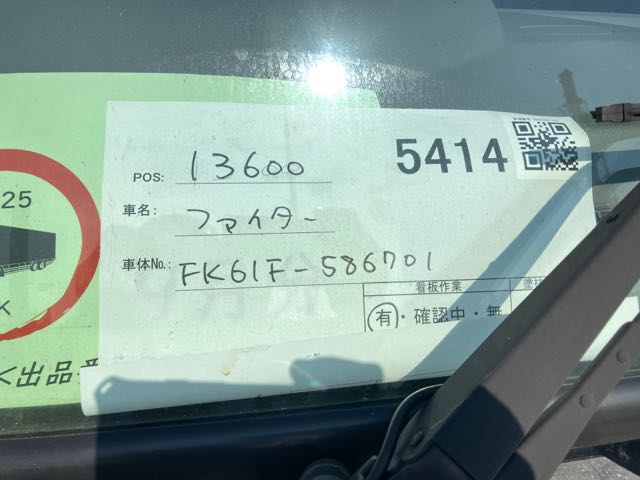 5414
POS: 13600
車名: ファイター
車体No.: FK61F-586701
看板作業
有・確認中・無
25
出品番